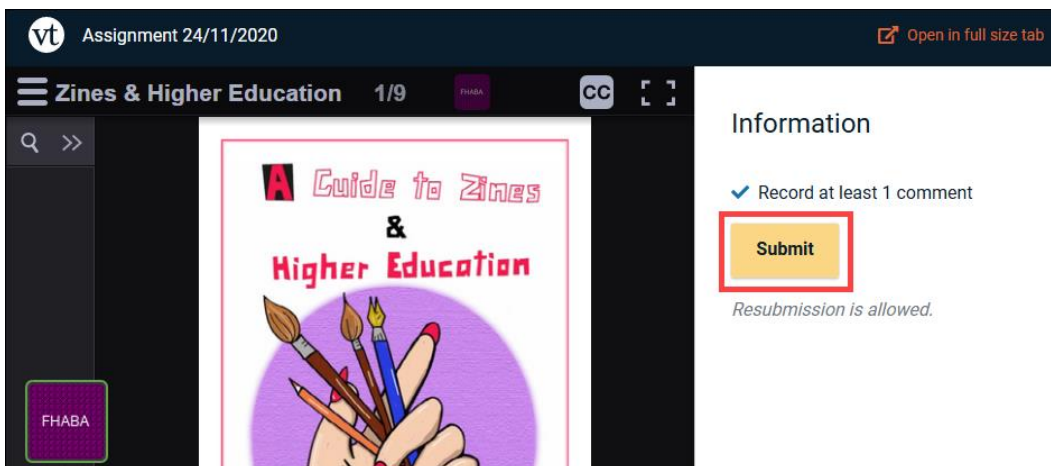 vt Assignment 24/11/2020 Open in full size tab
Zines & Higher Education 1/9 FHABA CC
A Guide to Zines
&
Higher Education
FHABA
Information
Record at least 1 comment
Submit
Resubmission is allowed.